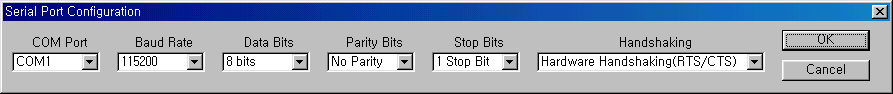 Serial Port Configuration
COM Port Baud Rate Data Bits Parity Bits Stop Bits Handshaking OK
COM1 115200 8 bits No Parity 1 Stop Bit Hardware Handshaking(RTS/CTS)
Cancel